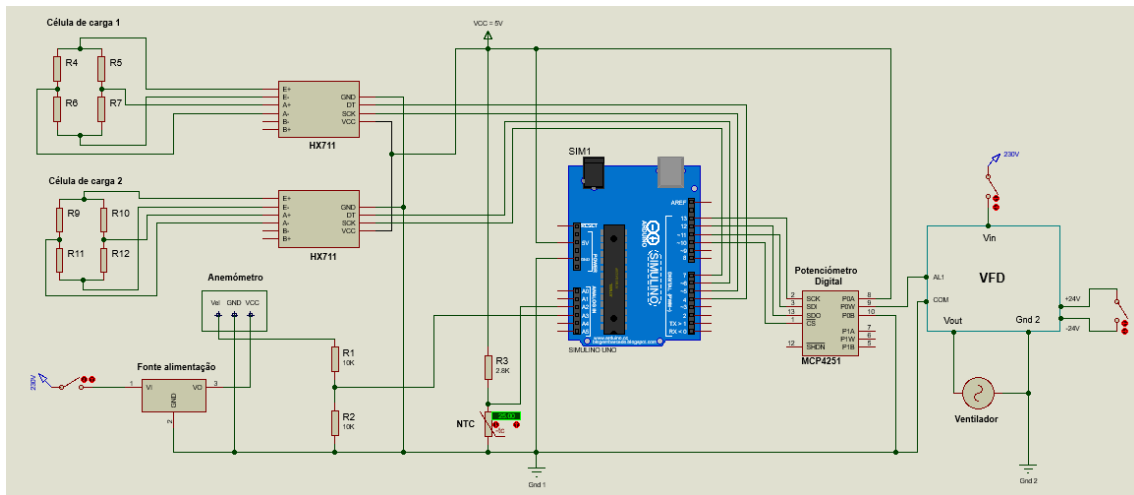 Célula de carga 1
R4
R5
R6
R7
E+
E-
A+
A-
B-
B+
GND
DT
SCK
VCC
HX711
Célula de carga 2
R9
R10
R11
R12
E+
E-
A+
A-
B-
B+
GND
DT
SCK
VCC
HX711
Anemómetro
Vel GND VCC
Fonte alimentação
230V
1
VI
VO
3
GND
2
R1
10K
R2
10K
VCC = 5V
R3
2.8K
NTC
Gnd 1
SIM1
AREF
RESET
5V
GND
POWER
A0
A1
A2
A3
A4
A5
ANALOG IN
13
12
~11
~10
~9
8
7
~6
~5
4
~3
2
TX > 1
RX < 0
ARDUINO
SIMULINO
SIMULINO UNO
Potenciómetro
Digital
2
SCK
3
SDI
13
SDO
1
CS
12
SHDN
P0A
8
P0W
9
P0B
10
P1A
7
P1W
6
P1B
5
MCP4251
230V
Vin
VFD
AL1
COM
+24V
-24V
Vout
Gnd 2
Ventilador
Gnd 2